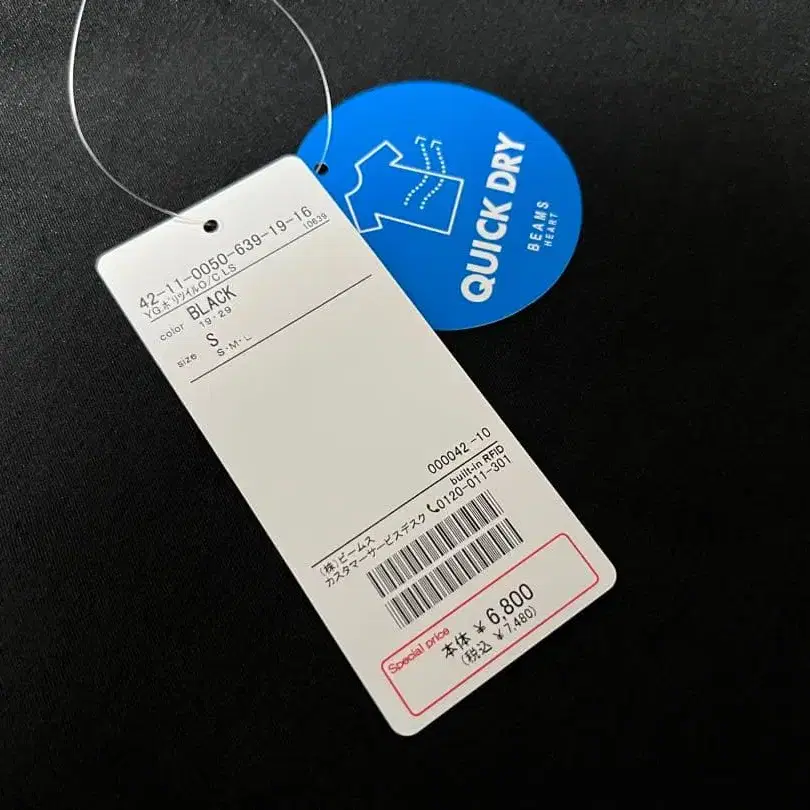 42-11-0050-639-19-16
YGポリツイルO/C LS 10639
color BLACK
19・29
size S
S・M・L
000042 -10
built-in RFID
(株)ビームス
カスタマーサービスデスク 0120-011-301
Special price
本体 ¥ 6,800
(税込 ¥ 7,480)
QUICK DRY
BEAMS
HEART